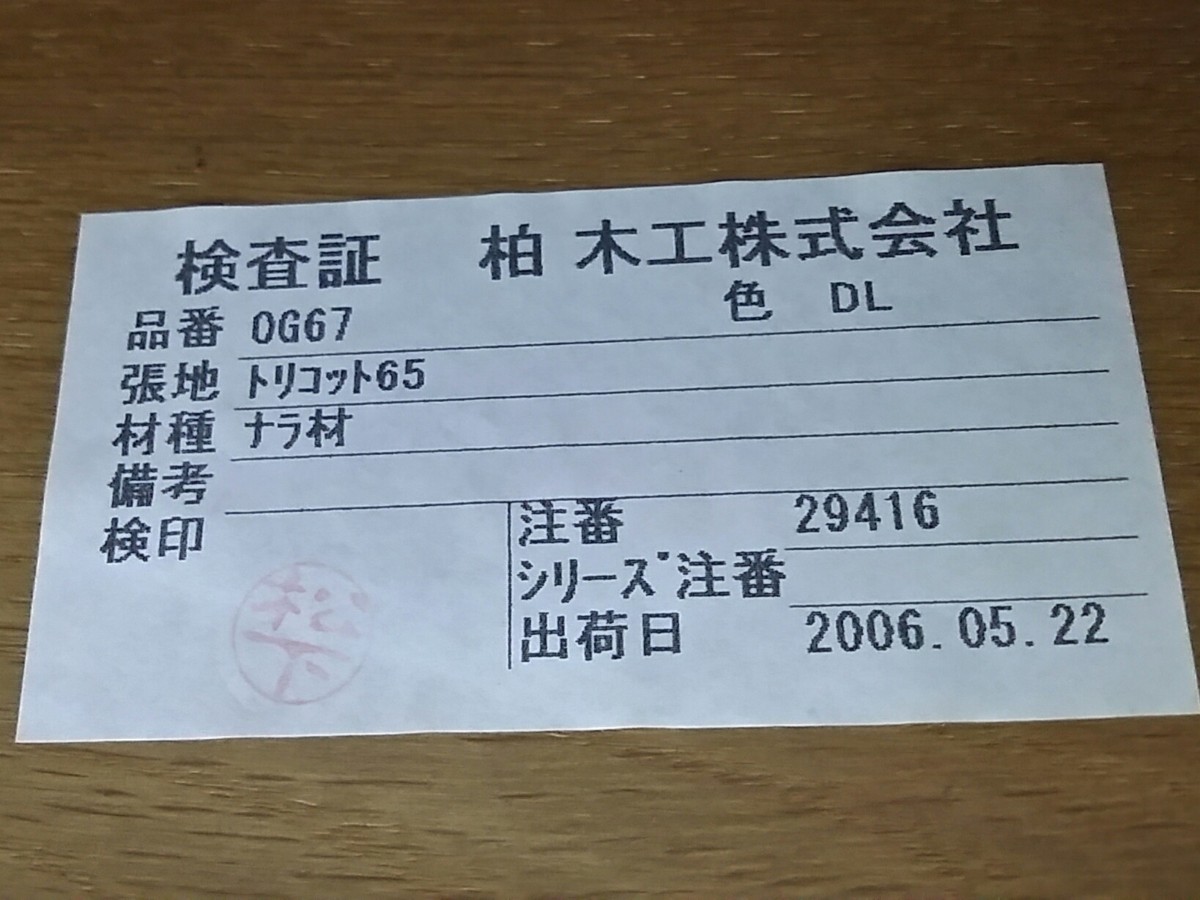 検査証 柏木工株式会社
品番 OG67 色 DL
張地 ﾄﾘｺｯﾄ65
材種 ﾅﾗ材
備考
検印
注番 29416
ｼﾘｰｽﾞ注番
出荷日 2006.05.22
松下